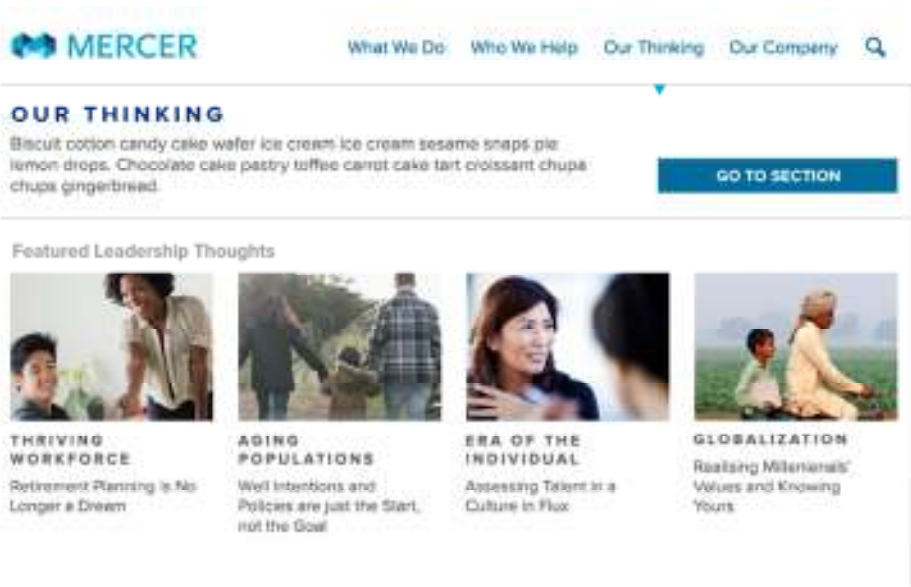 MERCER
What We Do Who We Help Our Thinking Our Company
OUR THINKING
Biscuit cotton candy cake wafer ice cream ice cream sesame snaps pie
lemon drops. Chocolate cake pastry toffee carrot cake tart croissant chupa
chups gingerbread.
GO TO SECTION
Featured Leadership Thoughts
THRIVING
WORKFORCE
Retirement Planning is No
Longer a Dream
AGING
POPULATIONS
Well Intentions and
Policies are just the Start,
not the Goal
ERA OF THE
INDIVIDUAL
Assessing Talent in a
Culture in Flux
GLOBALIZATION
Realising Millenienals'
Values and Knowing
Yours